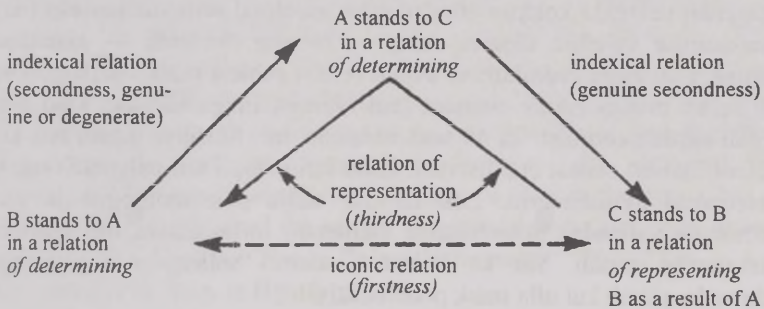 A stands to C
in a relation
of determining
indexical relation
(secondness, genu-
ine or degenerate)
indexical relation
(genuine secondness)
relation of
representation
(thirdness)
B stands to A
in a relation
of determining
iconic relation
(firstness)
C stands to B
in a relation
of representing
B as a result of A